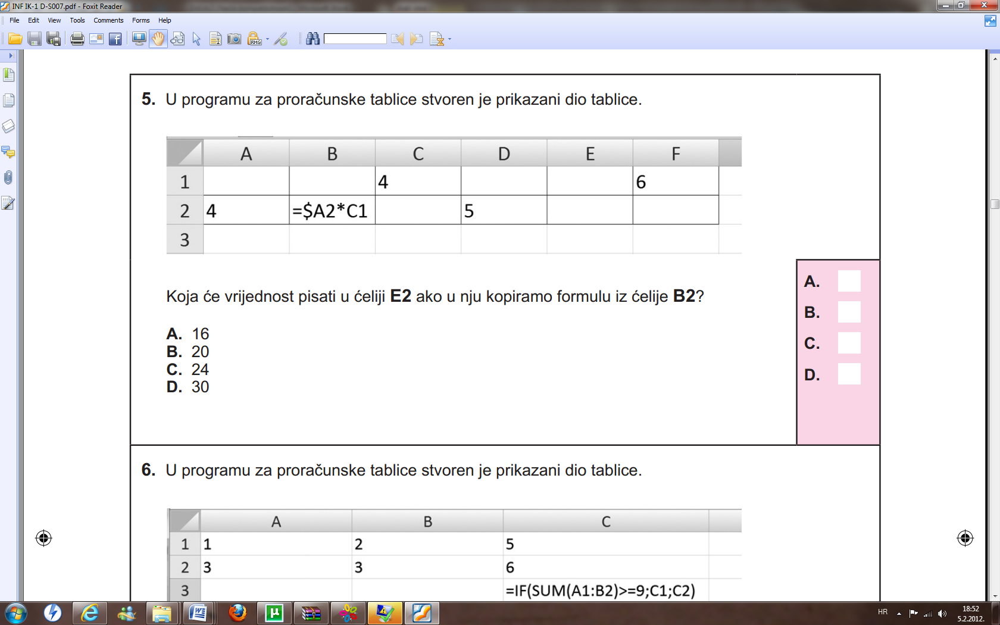 INF IK-1 D-S007.pdf - Foxit Reader
File Edit View Tools Comments Forms Help
RMS
5. U programu za proračunske tablice stvoren je prikazani dio tablice.
A B C D E F
1 4 6
2 4 =$A2*C1 5
3
Koja će vrijednost pisati u ćeliji E2 ako u nju kopiramo formulu iz ćelije B2?
A. 16
B. 20
C. 24
D. 30
A.
B.
C.
D.
6. U programu za proračunske tablice stvoren je prikazani dio tablice.
A B C
1 1 2 5
2 3 3 6
3 =IF(SUM(A1:B2)>=9;C1;C2)
HR
18:52
5.2.2012.